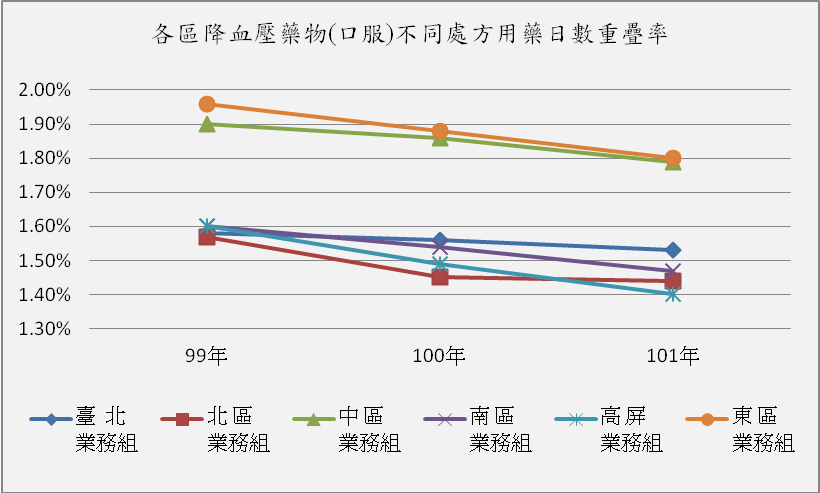 各區降血壓藥物(口服)不同處方用藥日數重疊率
2.00%
1.90%
1.80%
1.70%
1.60%
1.50%
1.40%
1.30%
99年 100年 101年
臺北 北區 中區 南區 高屏 東區
業務組 業務組 業務組 業務組 業務組 業務組